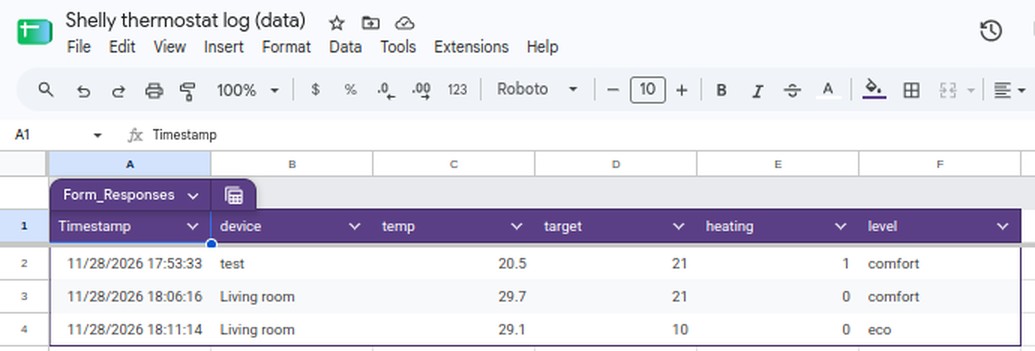 Shelly thermostat log (data)
File Edit View Insert Format Data Tools Extensions Help
100% $ % .0 .00 123 Roboto 10 B I S A
A1 fx Timestamp
A B C D E F
Form_Responses
1 Timestamp device temp target heating level
2 11/28/2026 17:53:33 test 20.5 21 1 comfort
3 11/28/2026 18:06:16 Living room 29.7 21 0 comfort
4 11/28/2026 18:11:14 Living room 29.1 10 0 eco